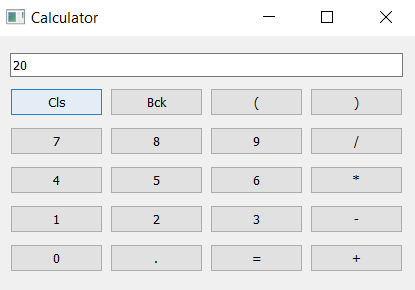 Calculator
20
Cls Bck ( )
7 8 9 /
4 5 6 *
1 2 3 -
0 . = +